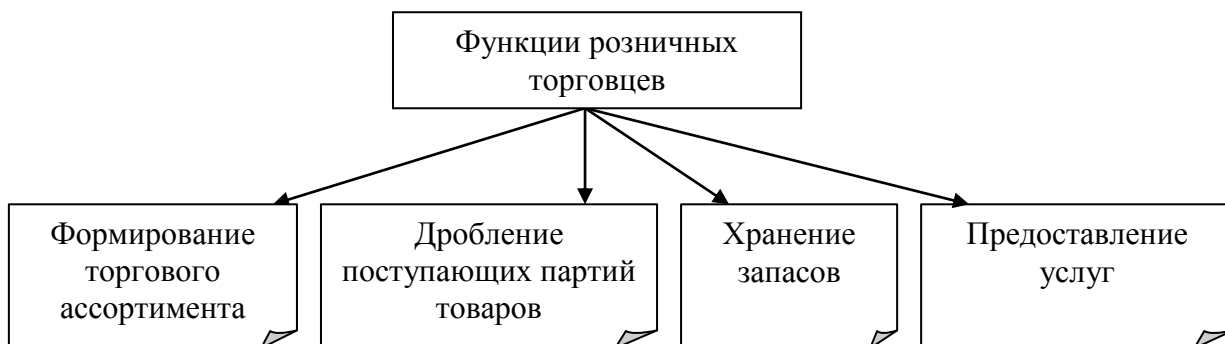 Функции розничных
торговцев
Формирование
торгового
ассортимента
Дробление
поступающих партий
товаров
Хранение
запасов
Предоставление
услуг